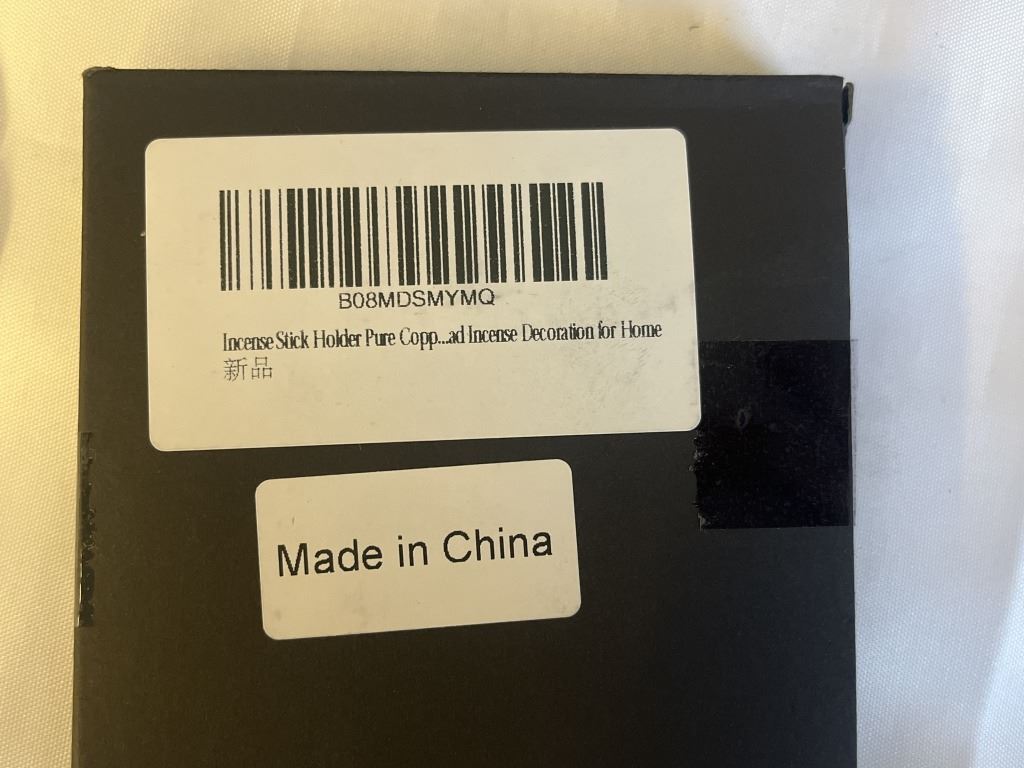 B08MDSMYMQ
Incense Stick Holder Pure Copp...ad Incense Decoration for Home
新品
Made in China